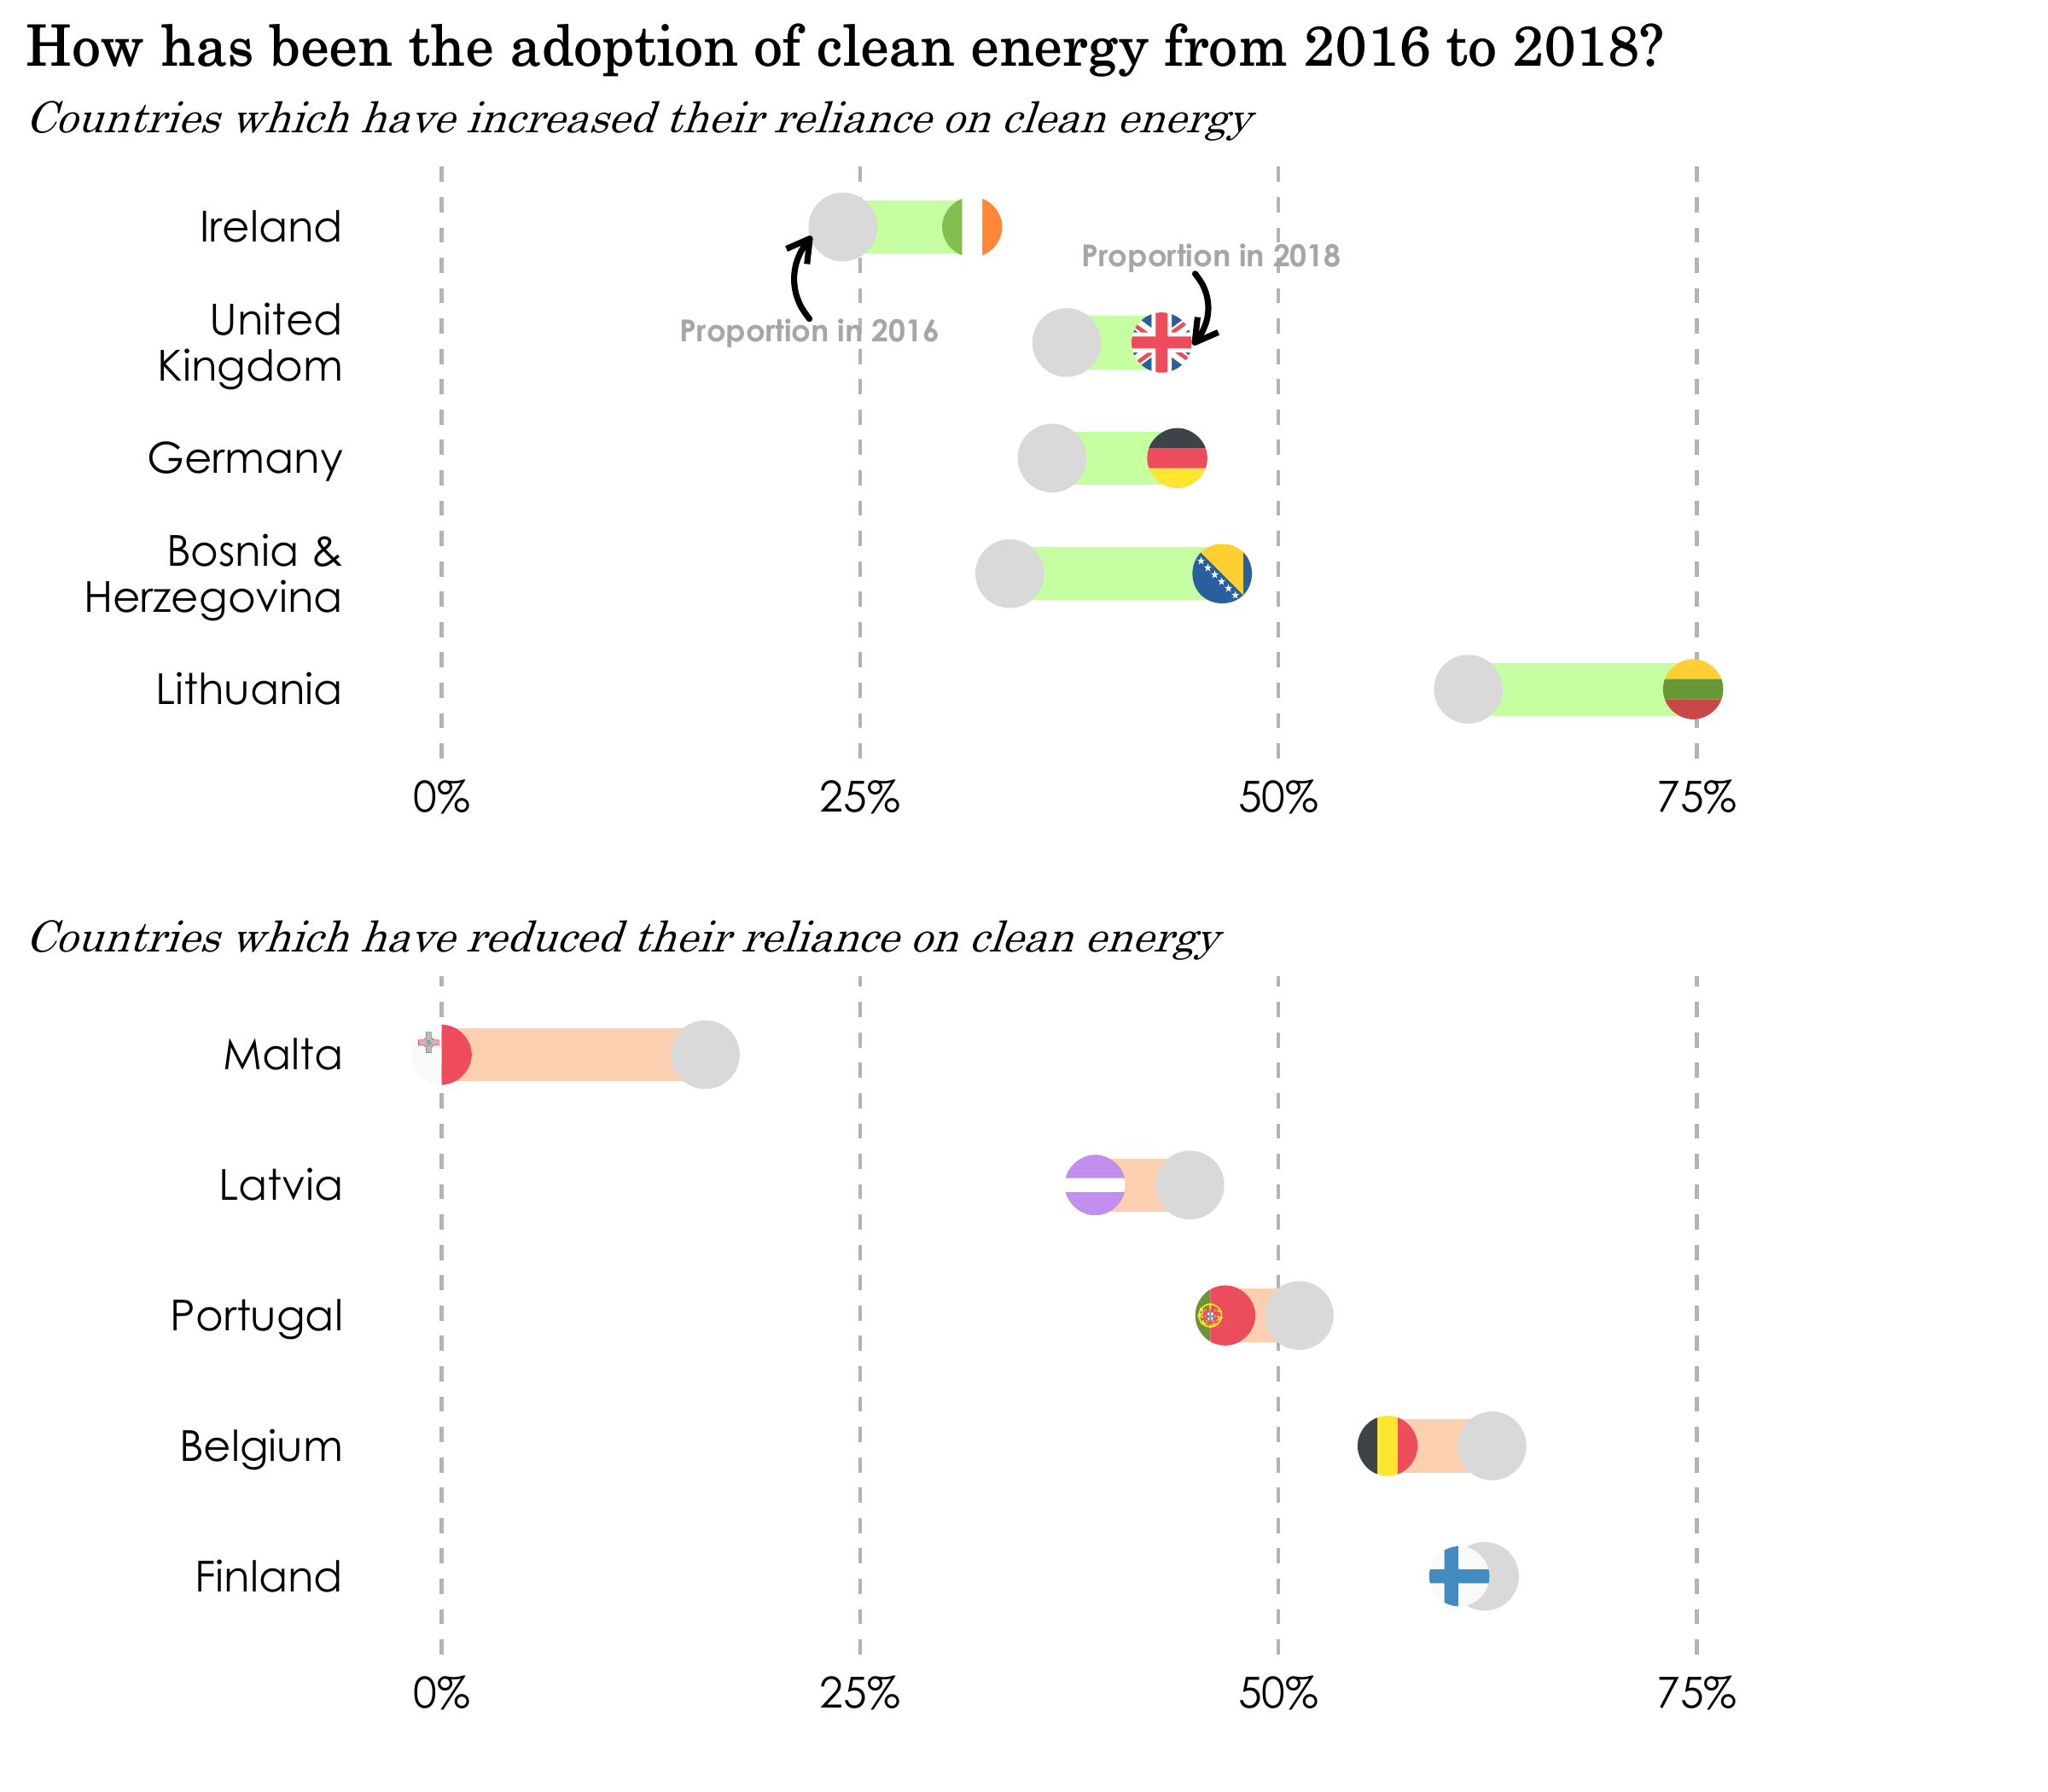 How has been the adoption of clean energy from 2016 to 2018?
Countries which have increased their reliance on clean energy
Ireland
Proportion in 2018
Proportion in 2016
United
Kingdom
Germany
Bosnia &
Herzegovina
Lithuania
0% 25% 50% 75%
Countries which have reduced their reliance on clean energy
Malta
Latvia
Portugal
Belgium
Finland
0% 25% 50% 75%